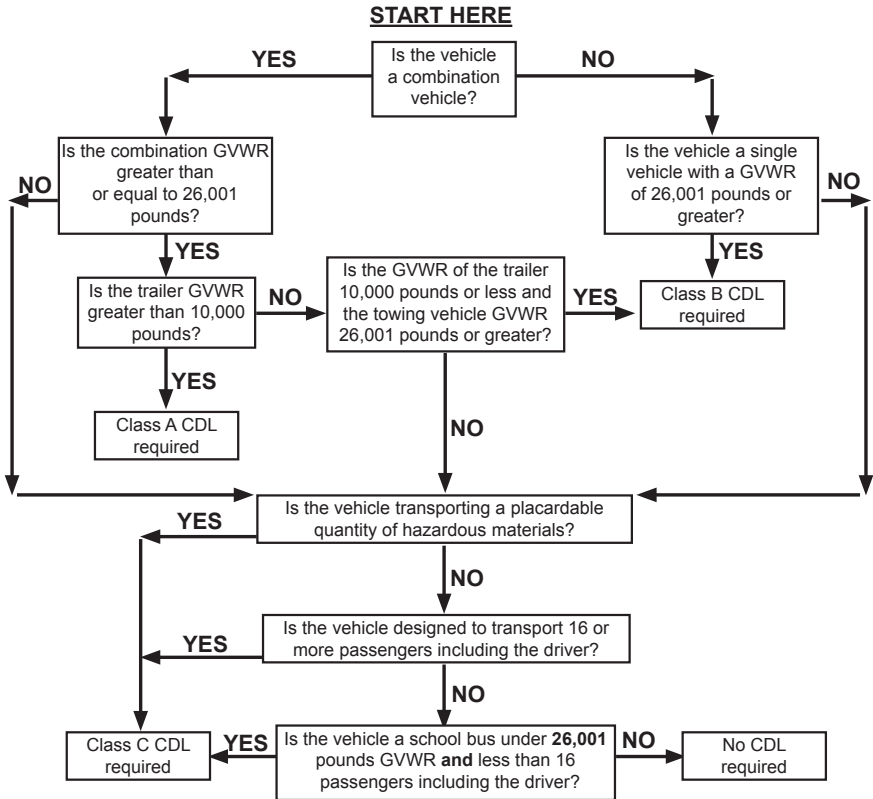 START HERE
Is the vehicle
a combination
vehicle?
YES
NO
Is the combination GVWR
greater than
or equal to 26,001
pounds?
NO
YES
Is the vehicle a single
vehicle with a GVWR
of 26,001 pounds or
greater?
NO
YES
Is the trailer GVWR
greater than 10,000
pounds?
NO
YES
Is the GVWR of the trailer
10,000 pounds or less and
the towing vehicle GVWR
26,001 pounds or greater?
YES
NO
Class B CDL
required
Class A CDL
required
Is the vehicle transporting a placardable
quantity of hazardous materials?
YES
NO
Is the vehicle designed to transport 16 or
more passengers including the driver?
YES
NO
Is the vehicle a school bus under 26,001
pounds GVWR and less than 16
passengers including the driver?
YES
NO
Class C CDL
required
No CDL
required